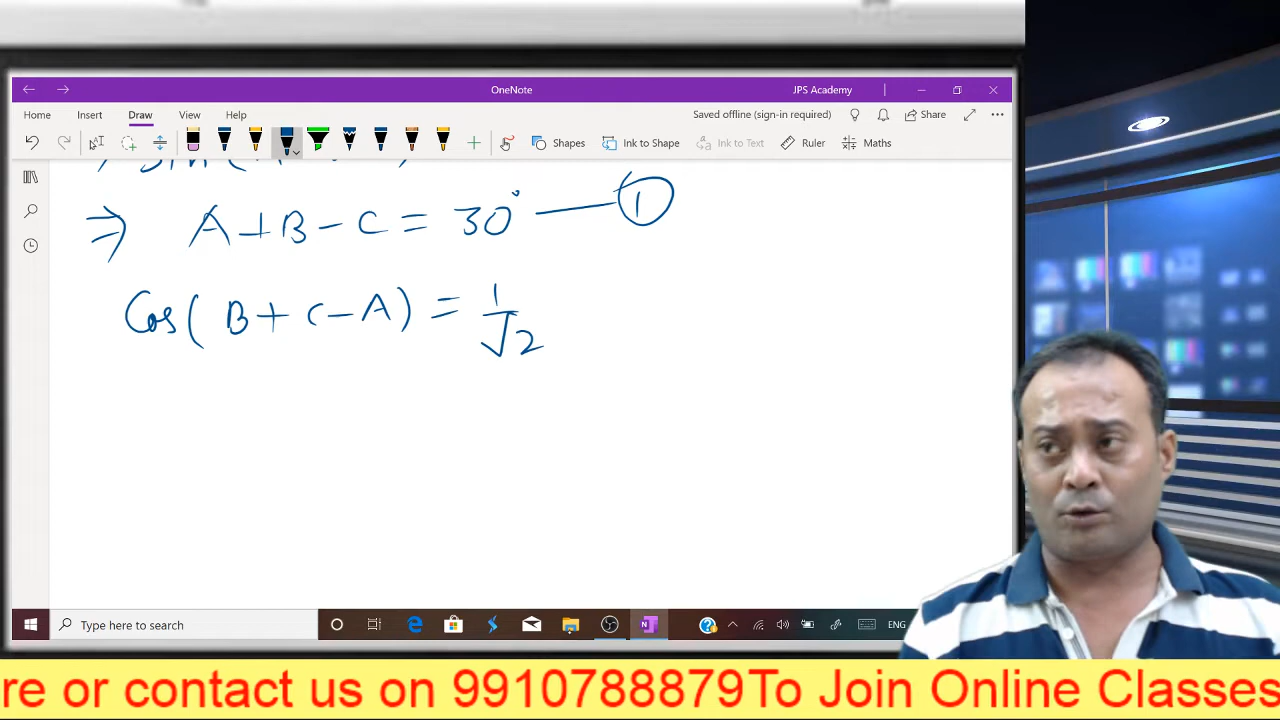 OneNote
JPS Academy
Home Insert Draw View Help
Saved offline (sign-in required) Share
Shapes Ink to Shape Ink to Text Ruler Maths
⇒ A+B-C = 30° ——①
Cos( B+C-A) = 1/√2
Type here to search
ENG
re or contact us on 9910788879To Join Online Classes